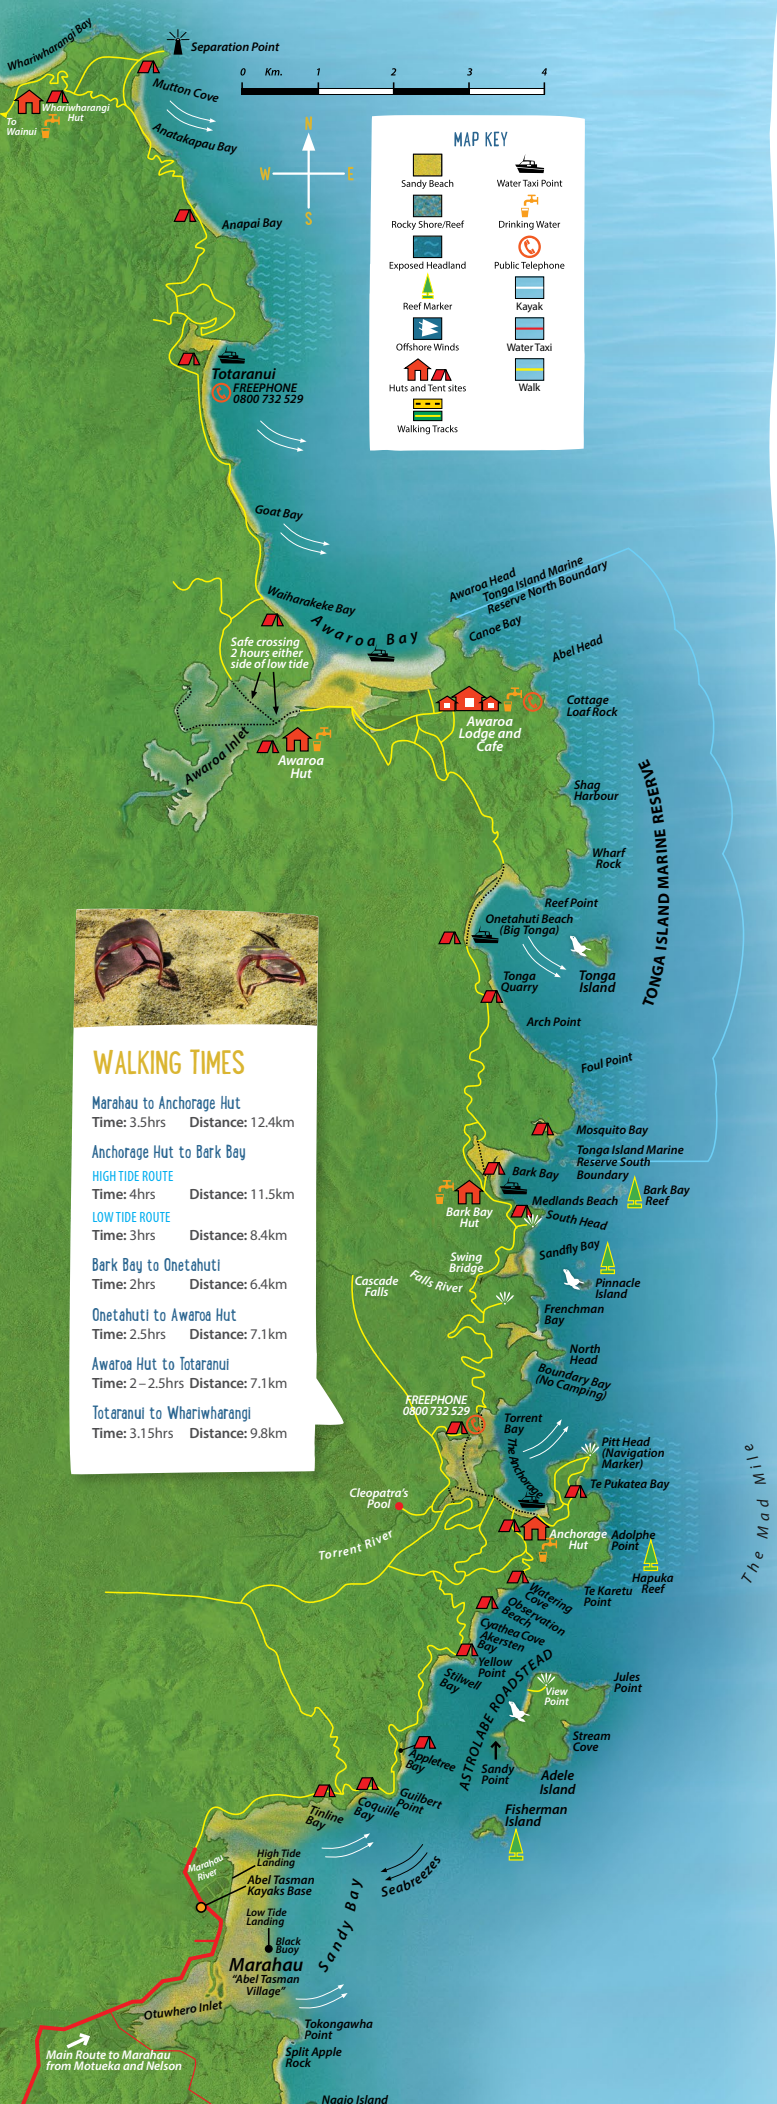 Whariwharangi Bay
Separation Point
Mutton Cove
Whariwharangi
Hut
To
Wainui
Anatakapau Bay
Anapai Bay
0 Km. 1 2 3 4
N
W E
S
MAP KEY
Sandy Beach
Water Taxi Point
Rocky Shore/Reef
Drinking Water
Exposed Headland
Public Telephone
Reef Marker
Kayak
Offshore Winds
Water Taxi
Huts and Tent sites
Walk
Walking Tracks
Totaranui
FREEPHONE
0800 732 529
Goat Bay
Waiharakeke Bay
Awaroa Bay
Safe crossing
2 hours either
side of low tide
Awaroa Head
Tonga Island Marine
Reserve North Boundary
Canoe Bay
Abel Head
Cottage
Loaf Rock
Awaroa
Lodge and
Cafe
Awaroa Inlet
Awaroa
Hut
Shag
Harbour
Wharf
Rock
TONGA ISLAND MARINE RESERVE
Reef Point
Onetahuti Beach
(Big Tonga)
Tonga
Island
Tonga
Quarry
Arch Point
Foul Point
Mosquito Bay
Tonga Island Marine
Reserve South
Boundary
Bark Bay
Bark Bay
Reef
Bark Bay
Hut
Medlands Beach
South Head
Sandfly Bay
Swing
Bridge
Falls River
Cascade
Falls
Pinnacle
Island
Frenchman
Bay
North
Head
Boundary Bay
(No Camping)
WALKING TIMES
Marahau to Anchorage Hut
Time: 3.5hrs Distance: 12.4km
Anchorage Hut to Bark Bay
HIGH TIDE ROUTE
Time: 4hrs Distance: 11.5km
LOW TIDE ROUTE
Time: 3hrs Distance: 8.4km
Bark Bay to Onetahuti
Time: 2hrs Distance: 6.4km
Onetahuti to Awaroa Hut
Time: 2.5hrs Distance: 7.1km
Awaroa Hut to Totaranui
Time: 2 – 2.5hrs Distance: 7.1km
Totaranui to Whariwharangi
Time: 3.15hrs Distance: 9.8km
FREEPHONE
0800 732 529
Torrent
Bay
The Anchorage
Pitt Head
(Navigation
Marker)
Te Pukatea Bay
Cleopatra's
Pool
Torrent River
Anchorage
Hut
Adolphe
Point
Hapuka
Reef
The Mad Mile
Te Karetu
Point
Watering
Cove
Observation
Beach
Cyathea Cove
Akersten
Bay
Yellow
Point
Stilwell
Bay
ASTROLABE ROADSTEAD
View
Point
Jules
Point
Stream
Cove
Sandy
Point
Adele
Island
Appletree
Bay
Guilbert
Point
Coquille
Bay
Tinline
Bay
Fisherman
Island
Marahau
River
High Tide
Landing
Abel Tasman
Kayaks Base
Low Tide
Landing
Black
Buoy
Seabreezes
Sandy Bay
Marahau
"Abel Tasman
Village"
Otuwhero Inlet
Main Route to Marahau
from Motueka and Nelson
Tokongawha
Point
Split Apple
Rock
Ngaio Island